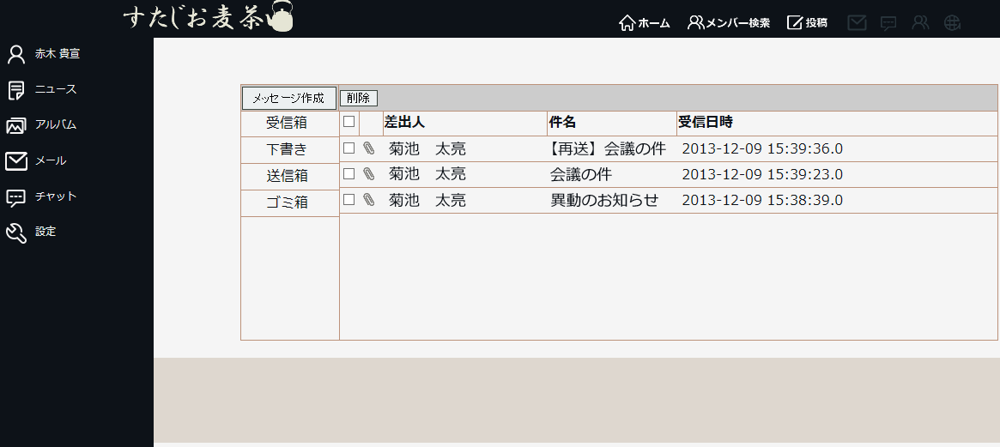 すたじお麦茶
ホーム メンバー検索 投稿
赤木 貴宣
ニュース
アルバム
メール
チャット
設定
メッセージ作成 削除
受信箱
下書き
送信箱
ゴミ箱
差出人 件名 受信日時
菊池　太亮 【再送】会議の件 2013-12-09 15:39:36.0
菊池　太亮 会議の件 2013-12-09 15:39:23.0
菊池　太亮 異動のお知らせ 2013-12-09 15:38:39.0